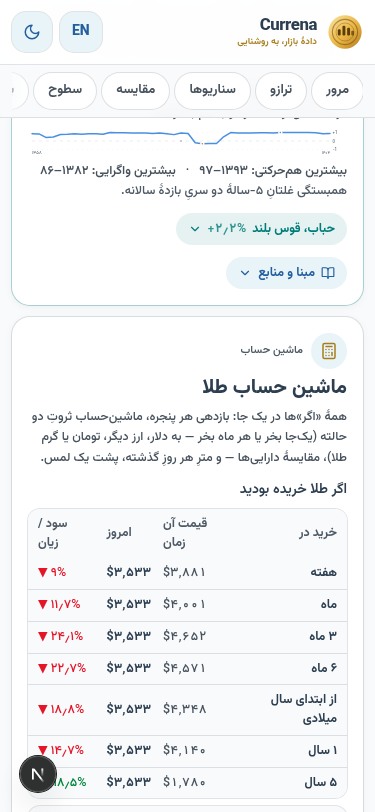 Currena
دادهٔ بازار، به روشنایی
EN
مرور
ترازو
سناریوها
مقایسه
سطوح
+1
0
-1
بیشترین هم‌حرکتی: ۱۳۹۳–۹۷ · بیشترین واگرایی: ۱۳۸۲–۸۶
همبستگی غلتانِ ۵-سالهٔ دو سریِ بازدهٔ سالانه.
حباب، قوس بلند +۲٫۲%
مبنا و منابع
ماشین حساب
ماشین حساب طلا
همهٔ «اگر»ها در یک جا: بازدهی هر پنجره، ماشین‌حساب ثروتِ دو
حالته (یک‌جا بخر یا هر ماه بخر — به دلار، ارز دیگر، تومان یا گرم
طلا)، مقایسهٔ دارایی‌ها — و مترِ هر روزِ گذشته، پشت یک لمس.
اگر طلا خریده بودید
خرید در
قیمت آن زمان
امروز
سود / زیان
هفته $۳,۸۸۱ $۳,۵۳۳ ▼ ۹%
ماه $۴,۰۰۱ $۳,۵۳۳ ▼ ۱۱٫۷%
۳ ماه $۴,۶۵۲ $۳,۵۳۳ ▼ ۲۴٫۱%
۶ ماه $۴,۵۷۱ $۳,۵۳۳ ▼ ۲۲٫۷%
از ابتدای سال میلادی $۴,۳۴۸ $۳,۵۳۳ ▼ ۱۸٫۸%
۱ سال $۴,۱۴۰ $۳,۵۳۳ ▼ ۱۴٫۷%
۵ سال $۱,۷۸۰ $۳,۵۳۳
N